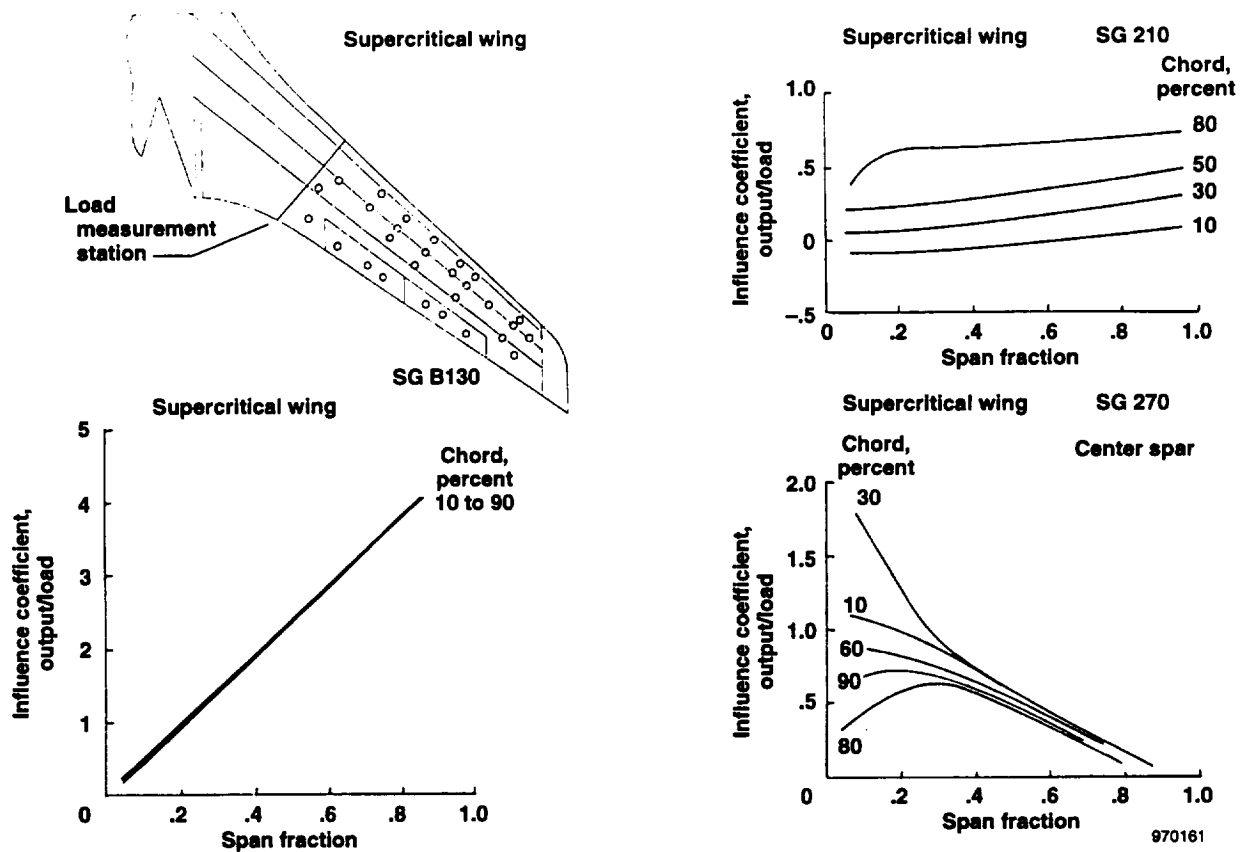 Supercritical wing
Load
measurement
station
SG B130
Supercritical wing
5
4
3
2
1
0
.2
.4
.6
.8
1.0
Influence coefficient,
output/load
Span fraction
Chord,
percent
10 to 90
Supercritical wing SG 210
Chord,
percent
1.0
.5
0
–.5
80
50
30
10
Influence coefficient,
output/load
0 .2 .4 .6 .8 1.0
Span fraction
Supercritical wing SG 270
Chord,
percent
Center spar
2.0
1.5
1.0
.5
0
30
10
60
90
80
Influence coefficient,
output/load
.2 .4 .6 .8 1.0
Span fraction
970161